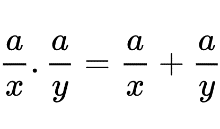 a/x . a/y = a/x + a/y